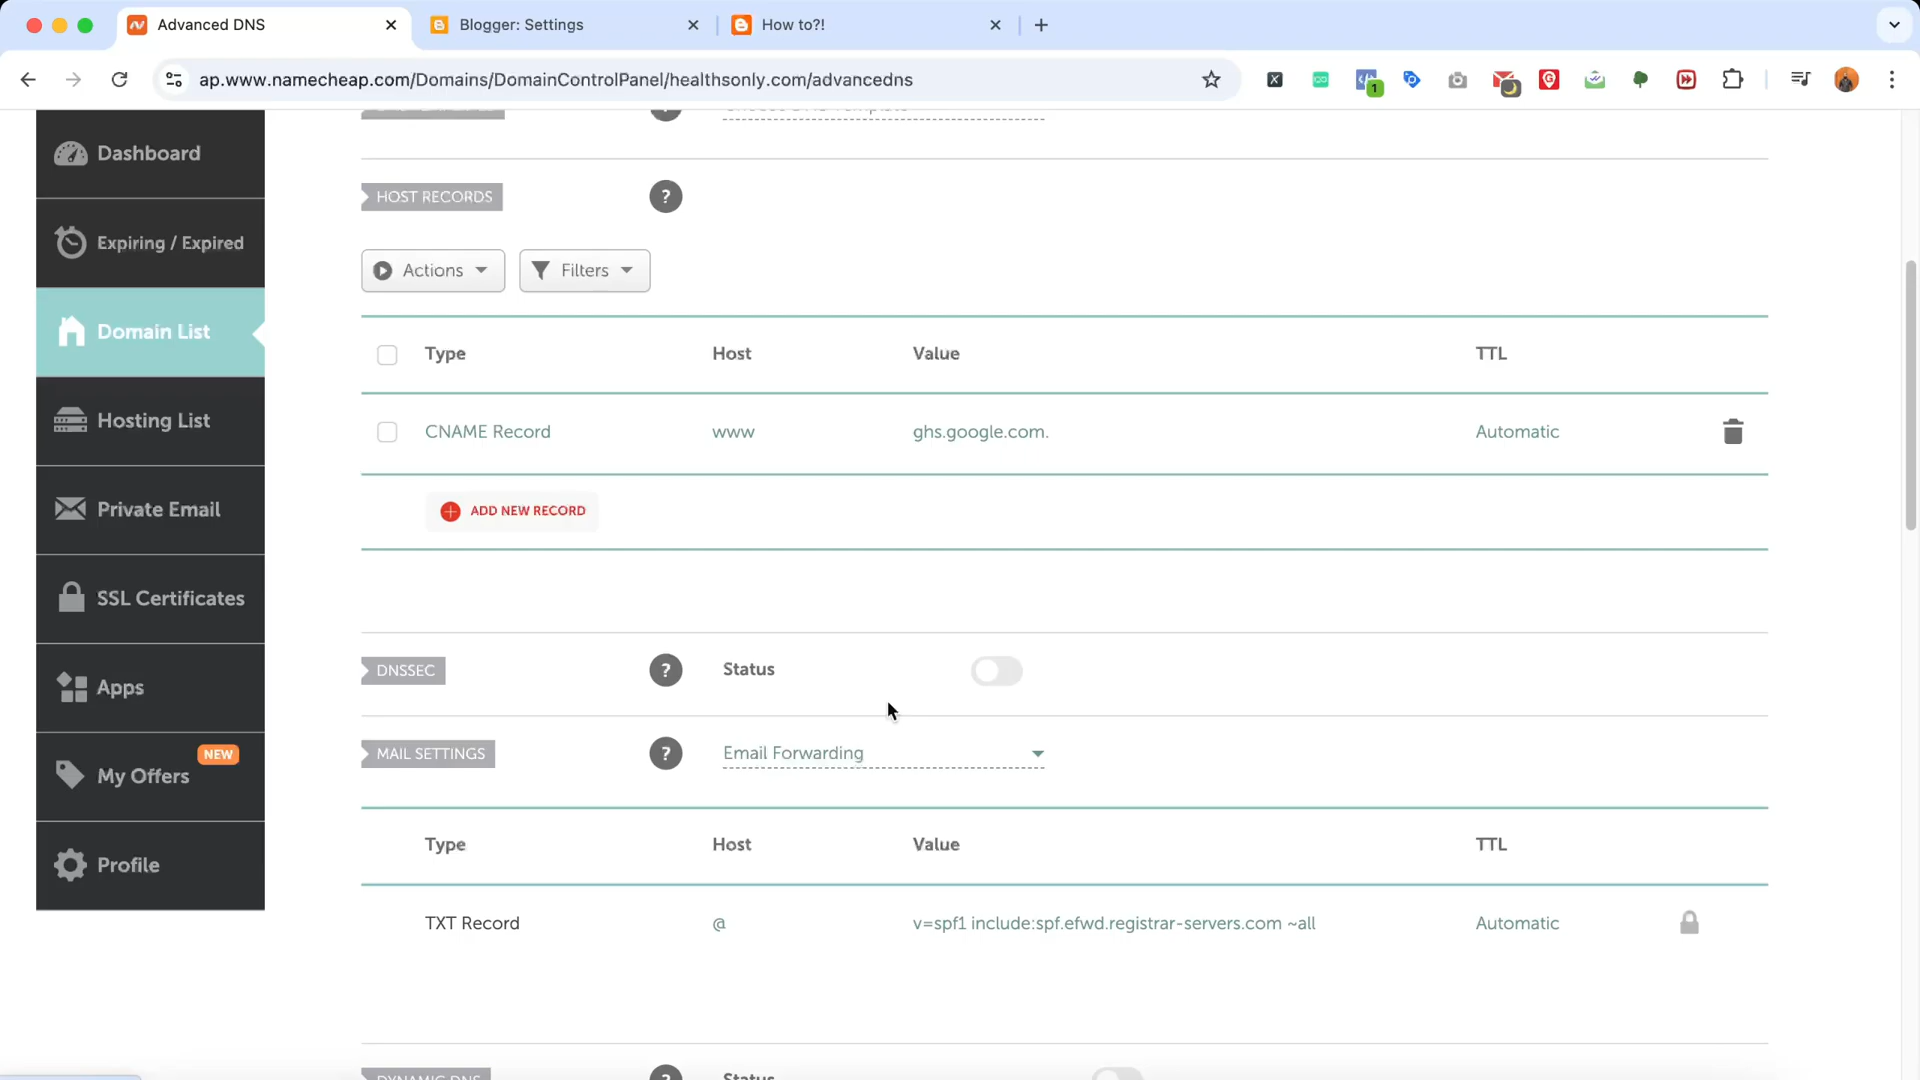 Advanced DNS
Blogger: Settings
How to?!
ap.www.namecheap.com/Domains/DomainControlPanel/healthsonly.com/advancedns
1
Dashboard
Expiring / Expired
Domain List
Hosting List
Private Email
SSL Certificates
Apps
NEW
My Offers
Profile
HOST RECORDS ?
Actions Filters
Type Host Value TTL
CNAME Record www ghs.google.com. Automatic
ADD NEW RECORD
DNSSEC ? Status
MAIL SETTINGS ? Email Forwarding
Type Host Value TTL
TXT Record @ v=spf1 include:spf.efwd.registrar-servers.com ~all Automatic
DYNAMIC DNS ? Status